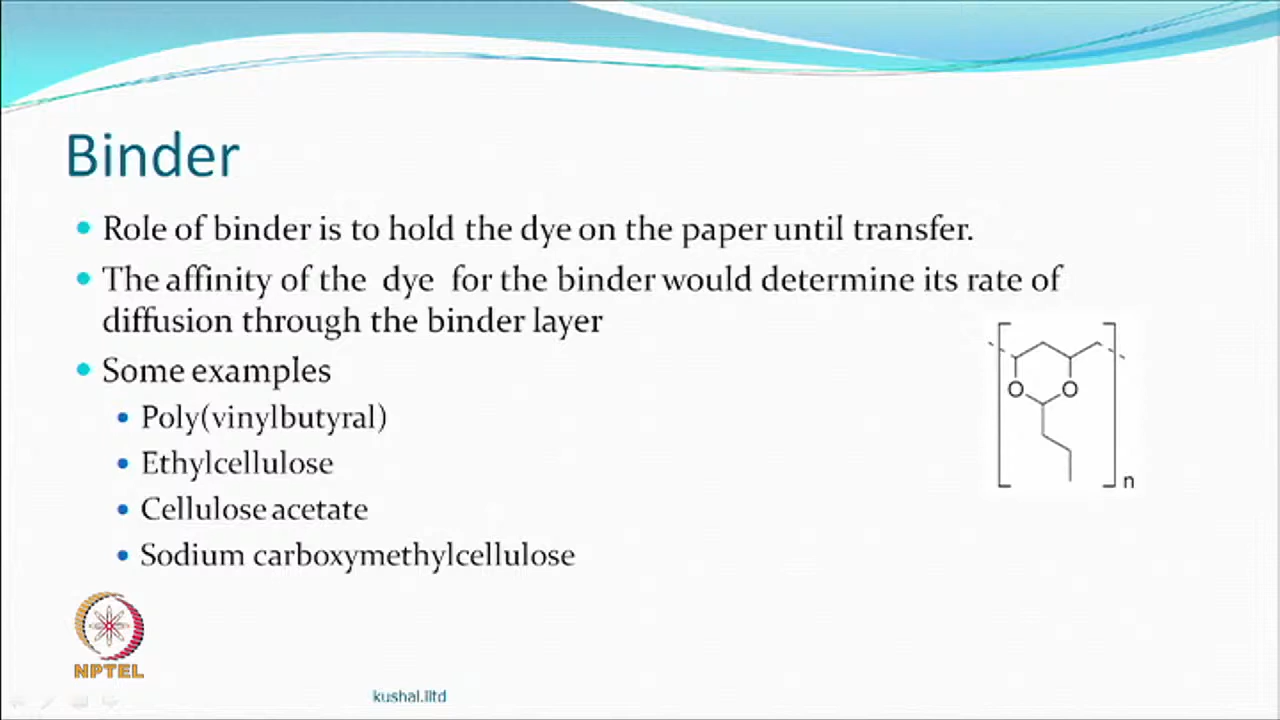 Binder
Role of binder is to hold the dye on the paper until transfer.
The affinity of the dye for the binder would determine its rate of
diffusion through the binder layer
Some examples
Poly(vinylbutyral)
Ethylcellulose
Cellulose acetate
Sodium carboxymethylcellulose
O O
n
NPTEL
kushal.iitd